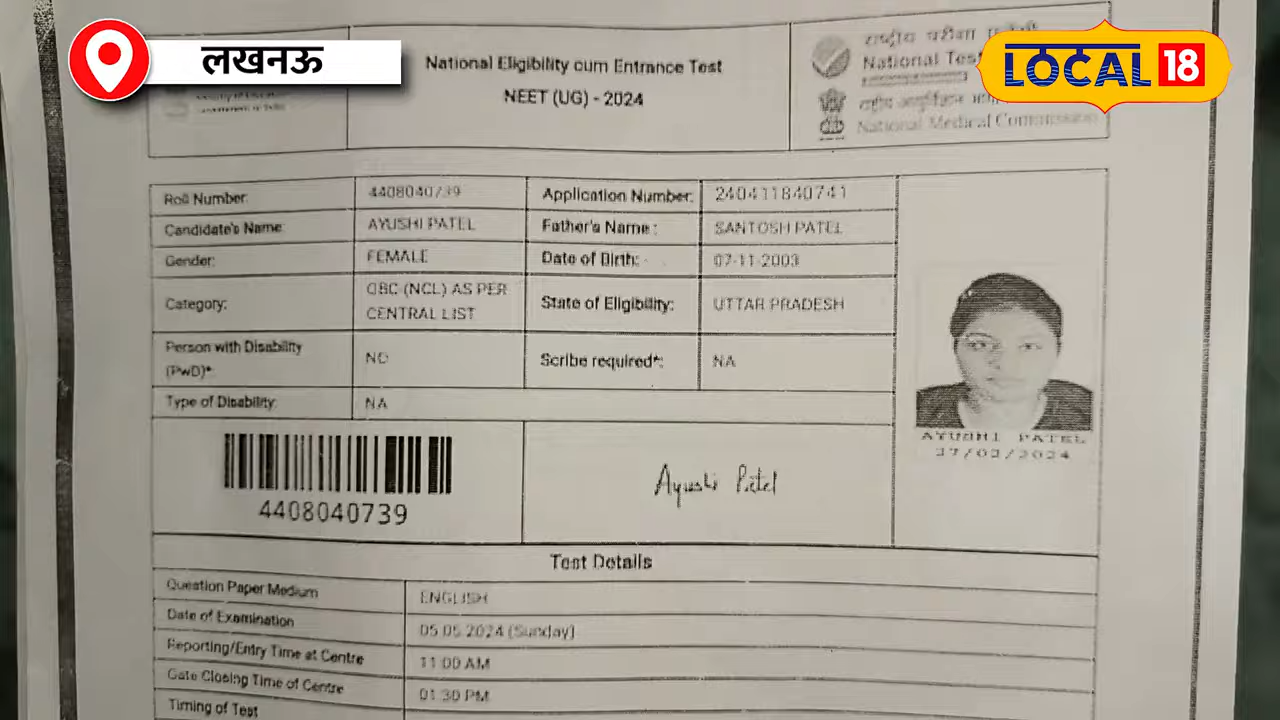 लखनऊ
LOCAL 18
National Eligibility cum Entrance Test
NEET (UG) - 2024
राष्ट्रीय परीक्षा
National Test
National Medical Commission
Roll Number: 4408040739 Application Number: 240411840741
Candidate's Name: AYUSHI PATEL Father's Name : SANTOSH PATEL
Gender: FEMALE Date of Birth: 07-11-2003
Category: OBC (NCL) AS PER CENTRAL LIST State of Eligibility: UTTAR PRADESH
Person with Disability (PwD)*: NO Scribe required*: NA
Type of Disability: NA
4408040739
Ayushi Patel
AYUSHI PATEL
Test Details
Question Paper Medium ENGLISH
Date of Examination 05.05.2024 (Sunday)
Reporting/Entry Time at Centre 11:00 AM
Gate Closing Time of Centre 01:30 PM
Timing of Test